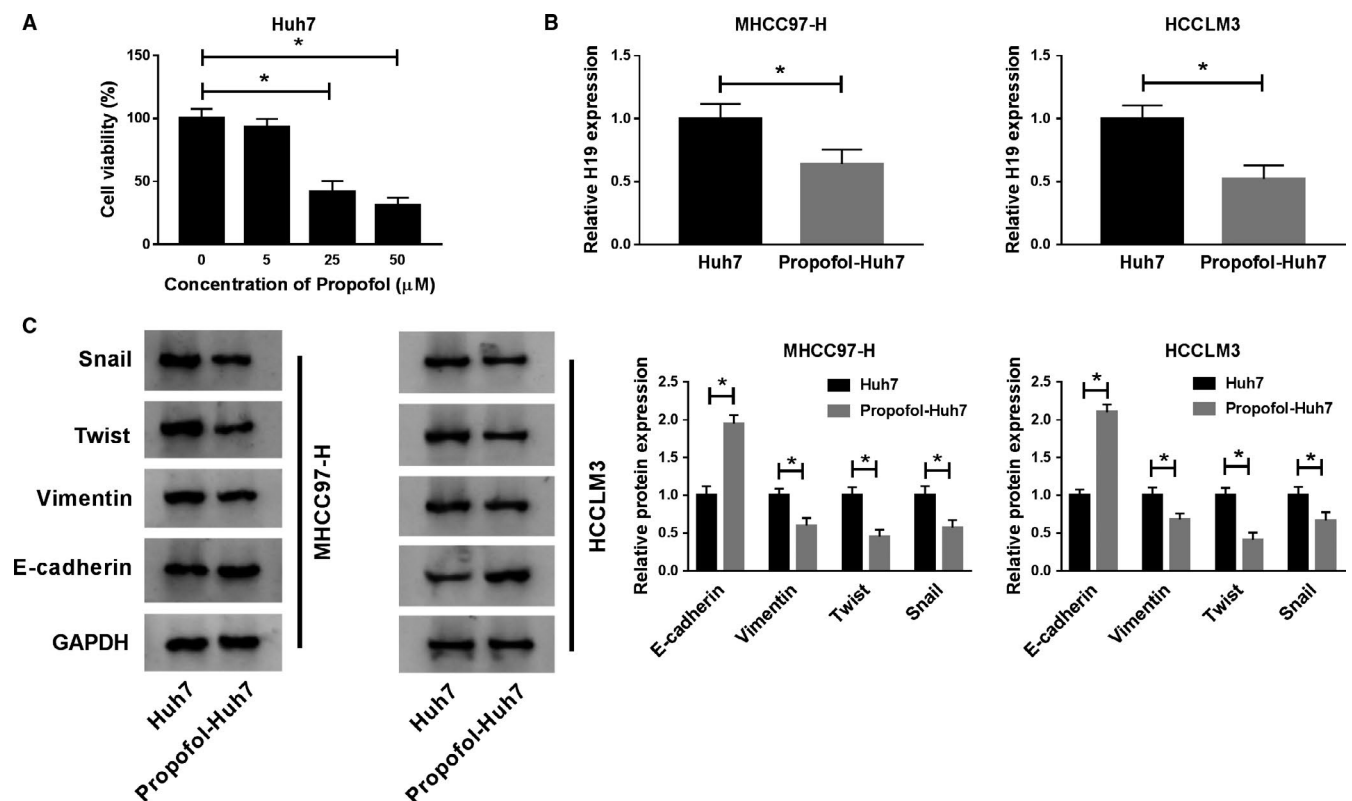 A
Huh7
Cell viability (%)
150
100
50
0
*
*
0 5 25 50
Concentration of Propofol (μM)
B
MHCC97-H
Relative H19 expression
1.5
1.0
0.5
0.0
*
Huh7 Propofol-Huh7
HCCLM3
Relative H19 expression
1.5
1.0
0.5
0.0
*
Huh7 Propofol-Huh7
C
Snail
Twist
Vimentin
E-cadherin
GAPDH
MHCC97-H
Huh7
Propofol-Huh7
HCCLM3
Huh7
Propofol-Huh7
MHCC97-H
Relative protein expression
2.5
2.0
1.5
1.0
0.5
0.0
Huh7
Propofol-Huh7
* * * *
E-cadherin
Vimentin
Twist
Snail
HCCLM3
Relative protein expression
2.5
2.0
1.5
1.0
0.5
0.0
Huh7
Propofol-Huh7
* * * *
E-cadherin
Vimentin
Twist
Snail